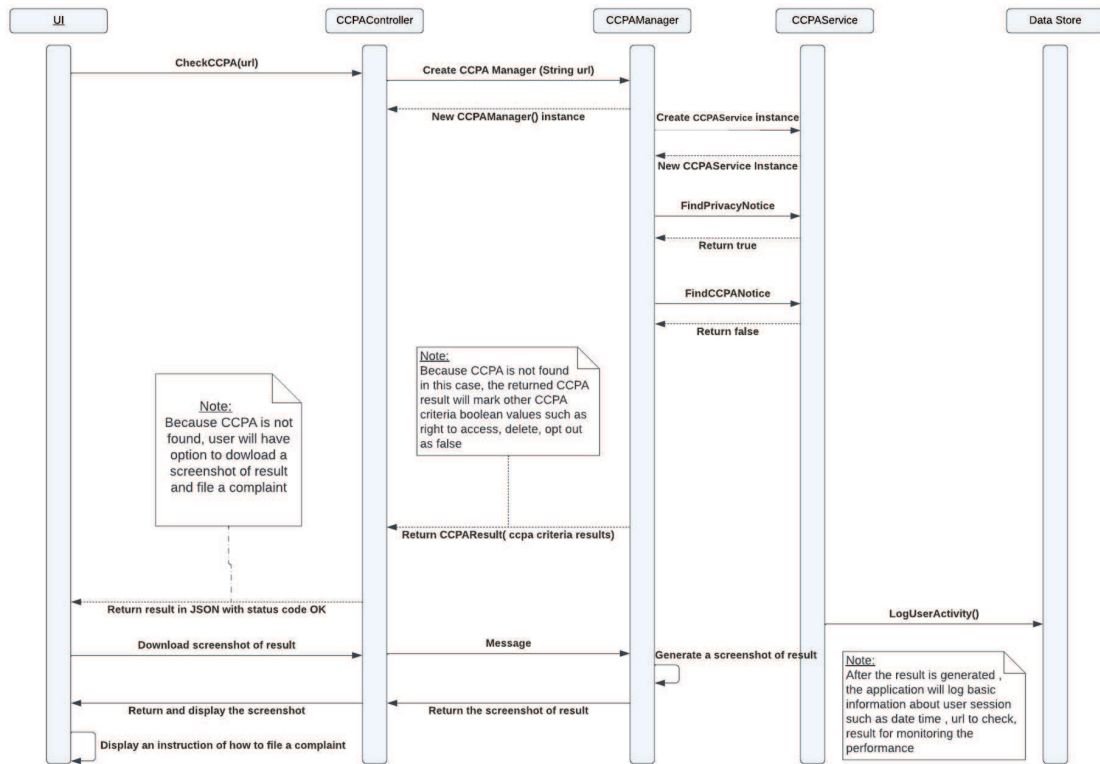 UI
CCPAController
CCPAManager
CCPAService
Data Store
CheckCCPA(url)
Create CCPA Manager (String url)
New CCPAManager() instance
Create CCPAService instance
New CCPAService Instance
FindPrivacyNotice
Return true
FindCCPANotice
Return false
Note:
Because CCPA is not found
in this case, the returned CCPA
result will mark other CCPA
criteria boolean values such as
right to access, delete, opt out
as false
Note:
Because CCPA is not
found, user will have
option to dowload a
screenshot of result
and file a complaint
Return CCPAResult( ccpa criteria results)
Return result in JSON with status code OK
LogUserActivity()
Download screenshot of result
Message
Generate a screenshot of result
Note:
After the result is generated ,
the application will log basic
information about user session
such as date time , url to check,
result for monitoring the
performance
Return and display the screenshot
Return the screenshot of result
Display an instruction of how to file a complaint